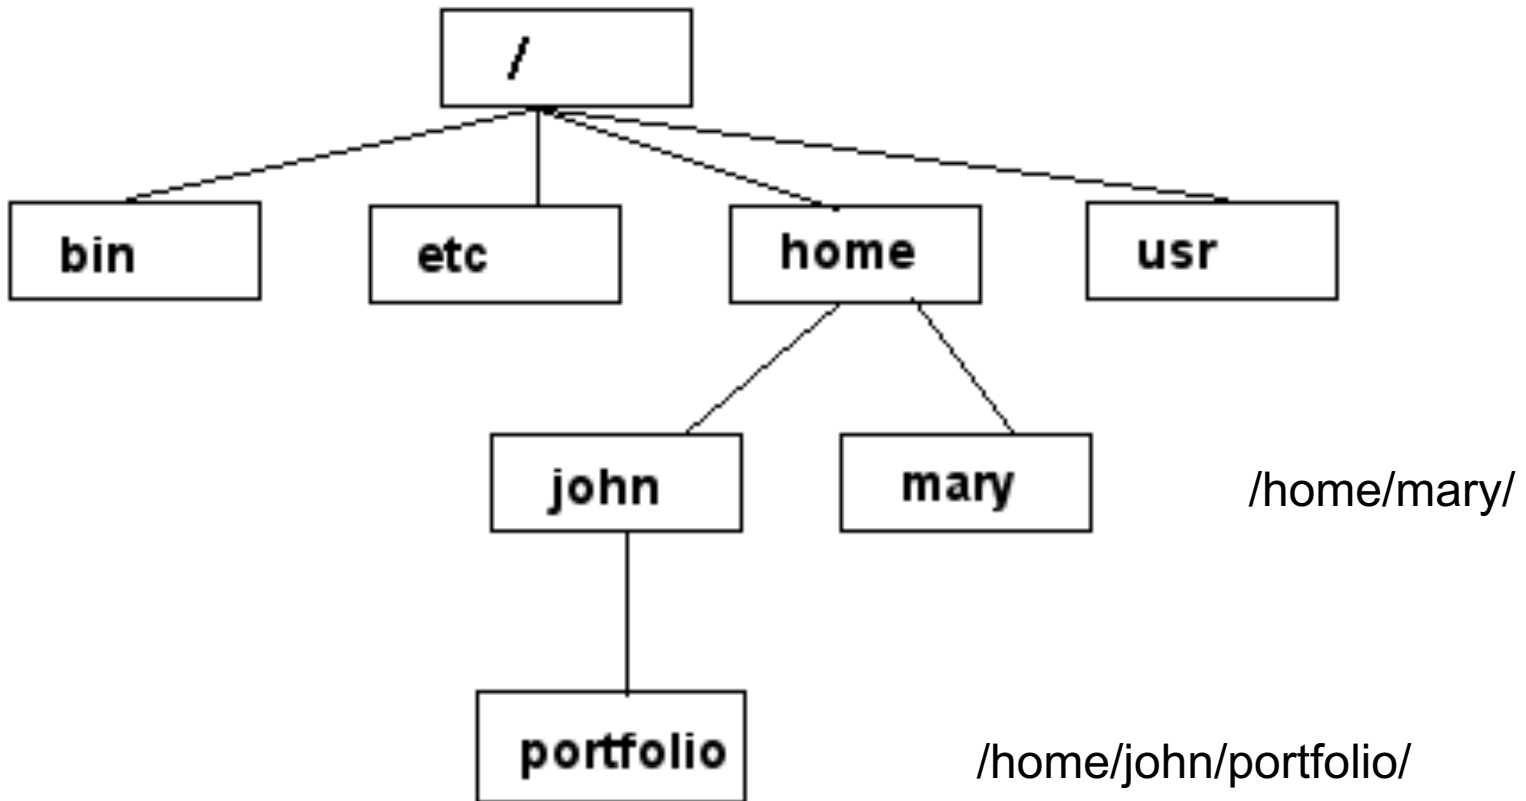 /
bin
etc
home
usr
john
mary
/home/mary/
portfolio
/home/john/portfolio/